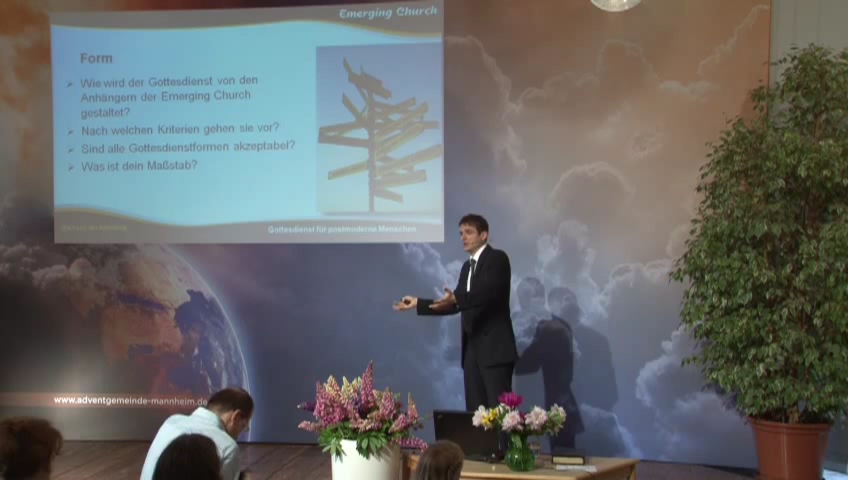 Emerging Church
Form
➢ Wie wird der Gottesdienst von den
Anhängern der Emerging Church
gestaltet?
➢ Nach welchen Kriterien gehen sie vor?
➢ Sind alle Gottesdienstformen akzeptabel?
➢ Was ist dein Maßstab?
Gottesdienst für postmoderne Menschen
www.adventgemeinde-mannheim.de